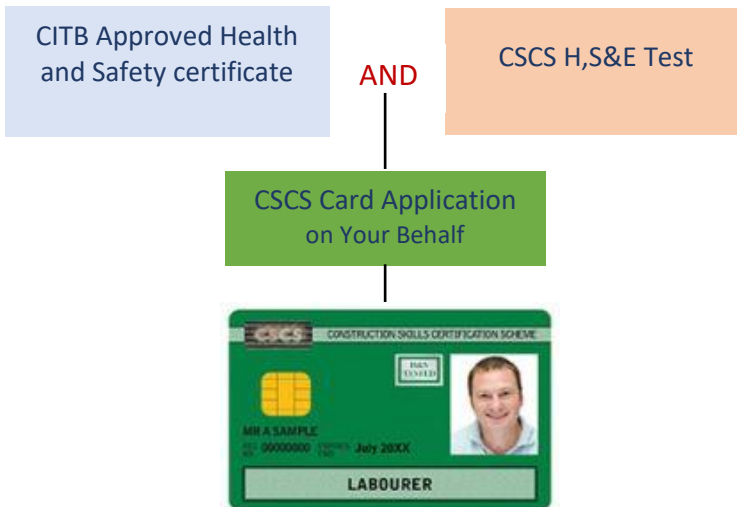 CITB Approved Health
and Safety certificate
AND
CSCS H,S&E Test
CSCS Card Application
on Your Behalf
CSCS
CONSTRUCTION SKILLS CERTIFICATION SCHEME
TESTED
MR A SAMPLE
00000000
July 20XX
LABOURER